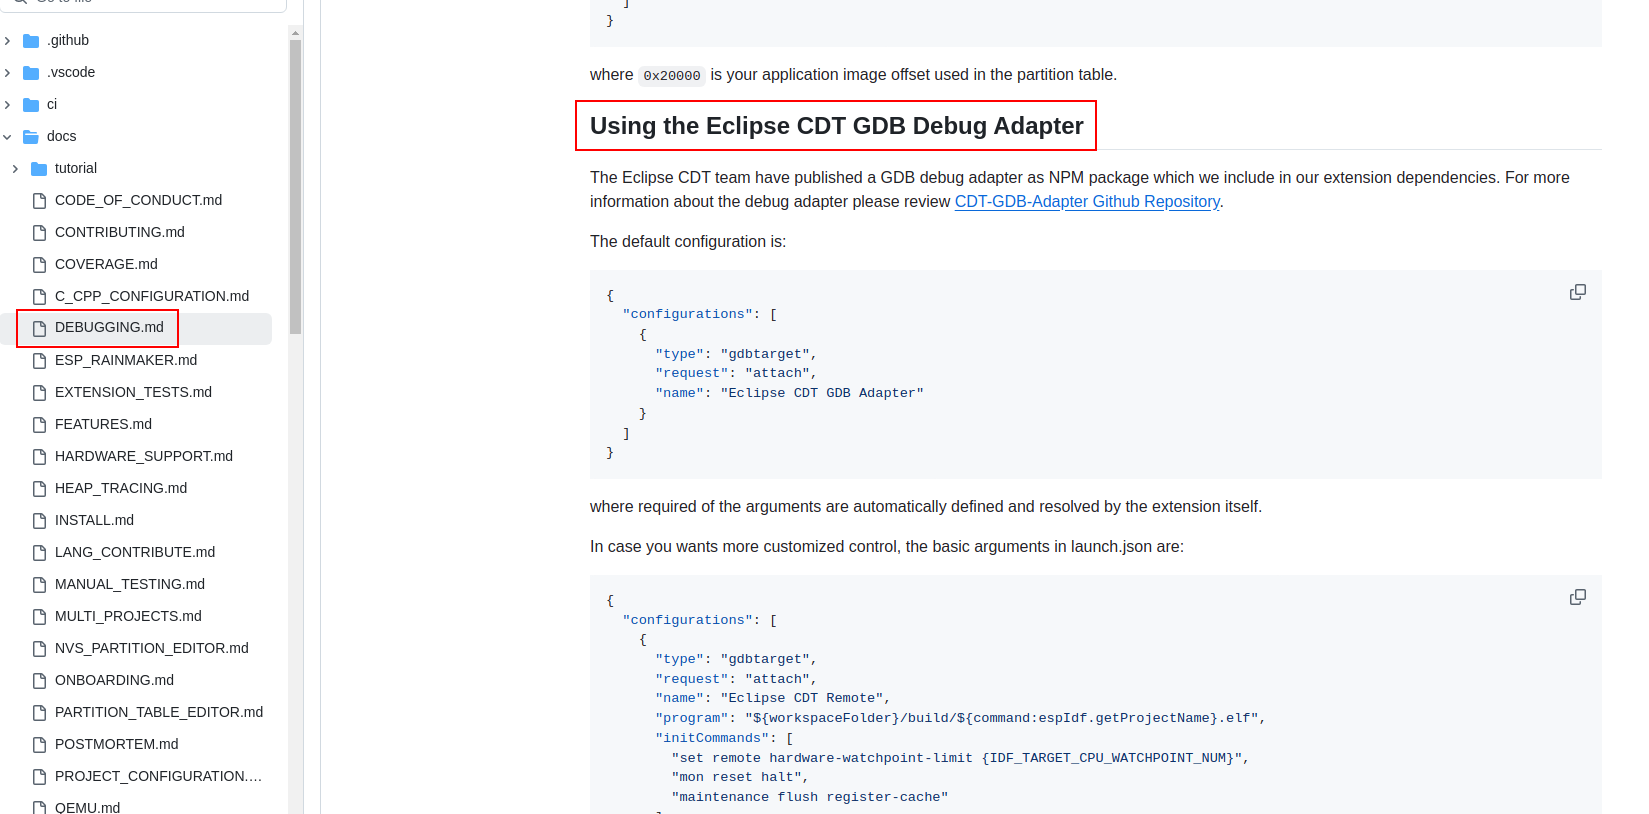 .github
.vscode
ci
docs
tutorial
CODE_OF_CONDUCT.md
CONTRIBUTING.md
COVERAGE.md
C_CPP_CONFIGURATION.md
DEBUGGING.md
ESP_RAINMAKER.md
EXTENSION_TESTS.md
FEATURES.md
HARDWARE_SUPPORT.md
HEAP_TRACING.md
INSTALL.md
LANG_CONTRIBUTE.md
MANUAL_TESTING.md
MULTI_PROJECTS.md
NVS_PARTITION_EDITOR.md
ONBOARDING.md
PARTITION_TABLE_EDITOR.md
POSTMORTEM.md
PROJECT_CONFIGURATION....
QEMU.md
]
}
where 0x20000 is your application image offset used in the partition table.
Using the Eclipse CDT GDB Debug Adapter
The Eclipse CDT team have published a GDB debug adapter as NPM package which we include in our extension dependencies. For more
information about the debug adapter please review CDT-GDB-Adapter Github Repository.
The default configuration is:
{
"configurations": [
{
"type": "gdbtarget",
"request": "attach",
"name": "Eclipse CDT GDB Adapter"
}
]
}
where required of the arguments are automatically defined and resolved by the extension itself.
In case you wants more customized control, the basic arguments in launch.json are:
{
"configurations": [
{
"type": "gdbtarget",
"request": "attach",
"name": "Eclipse CDT Remote",
"program": "${workspaceFolder}/build/${command:espIdf.getProjectName}.elf",
"initCommands": [
"set remote hardware-watchpoint-limit {IDF_TARGET_CPU_WATCHPOINT_NUM}",
"mon reset halt",
"maintenance flush register-cache"